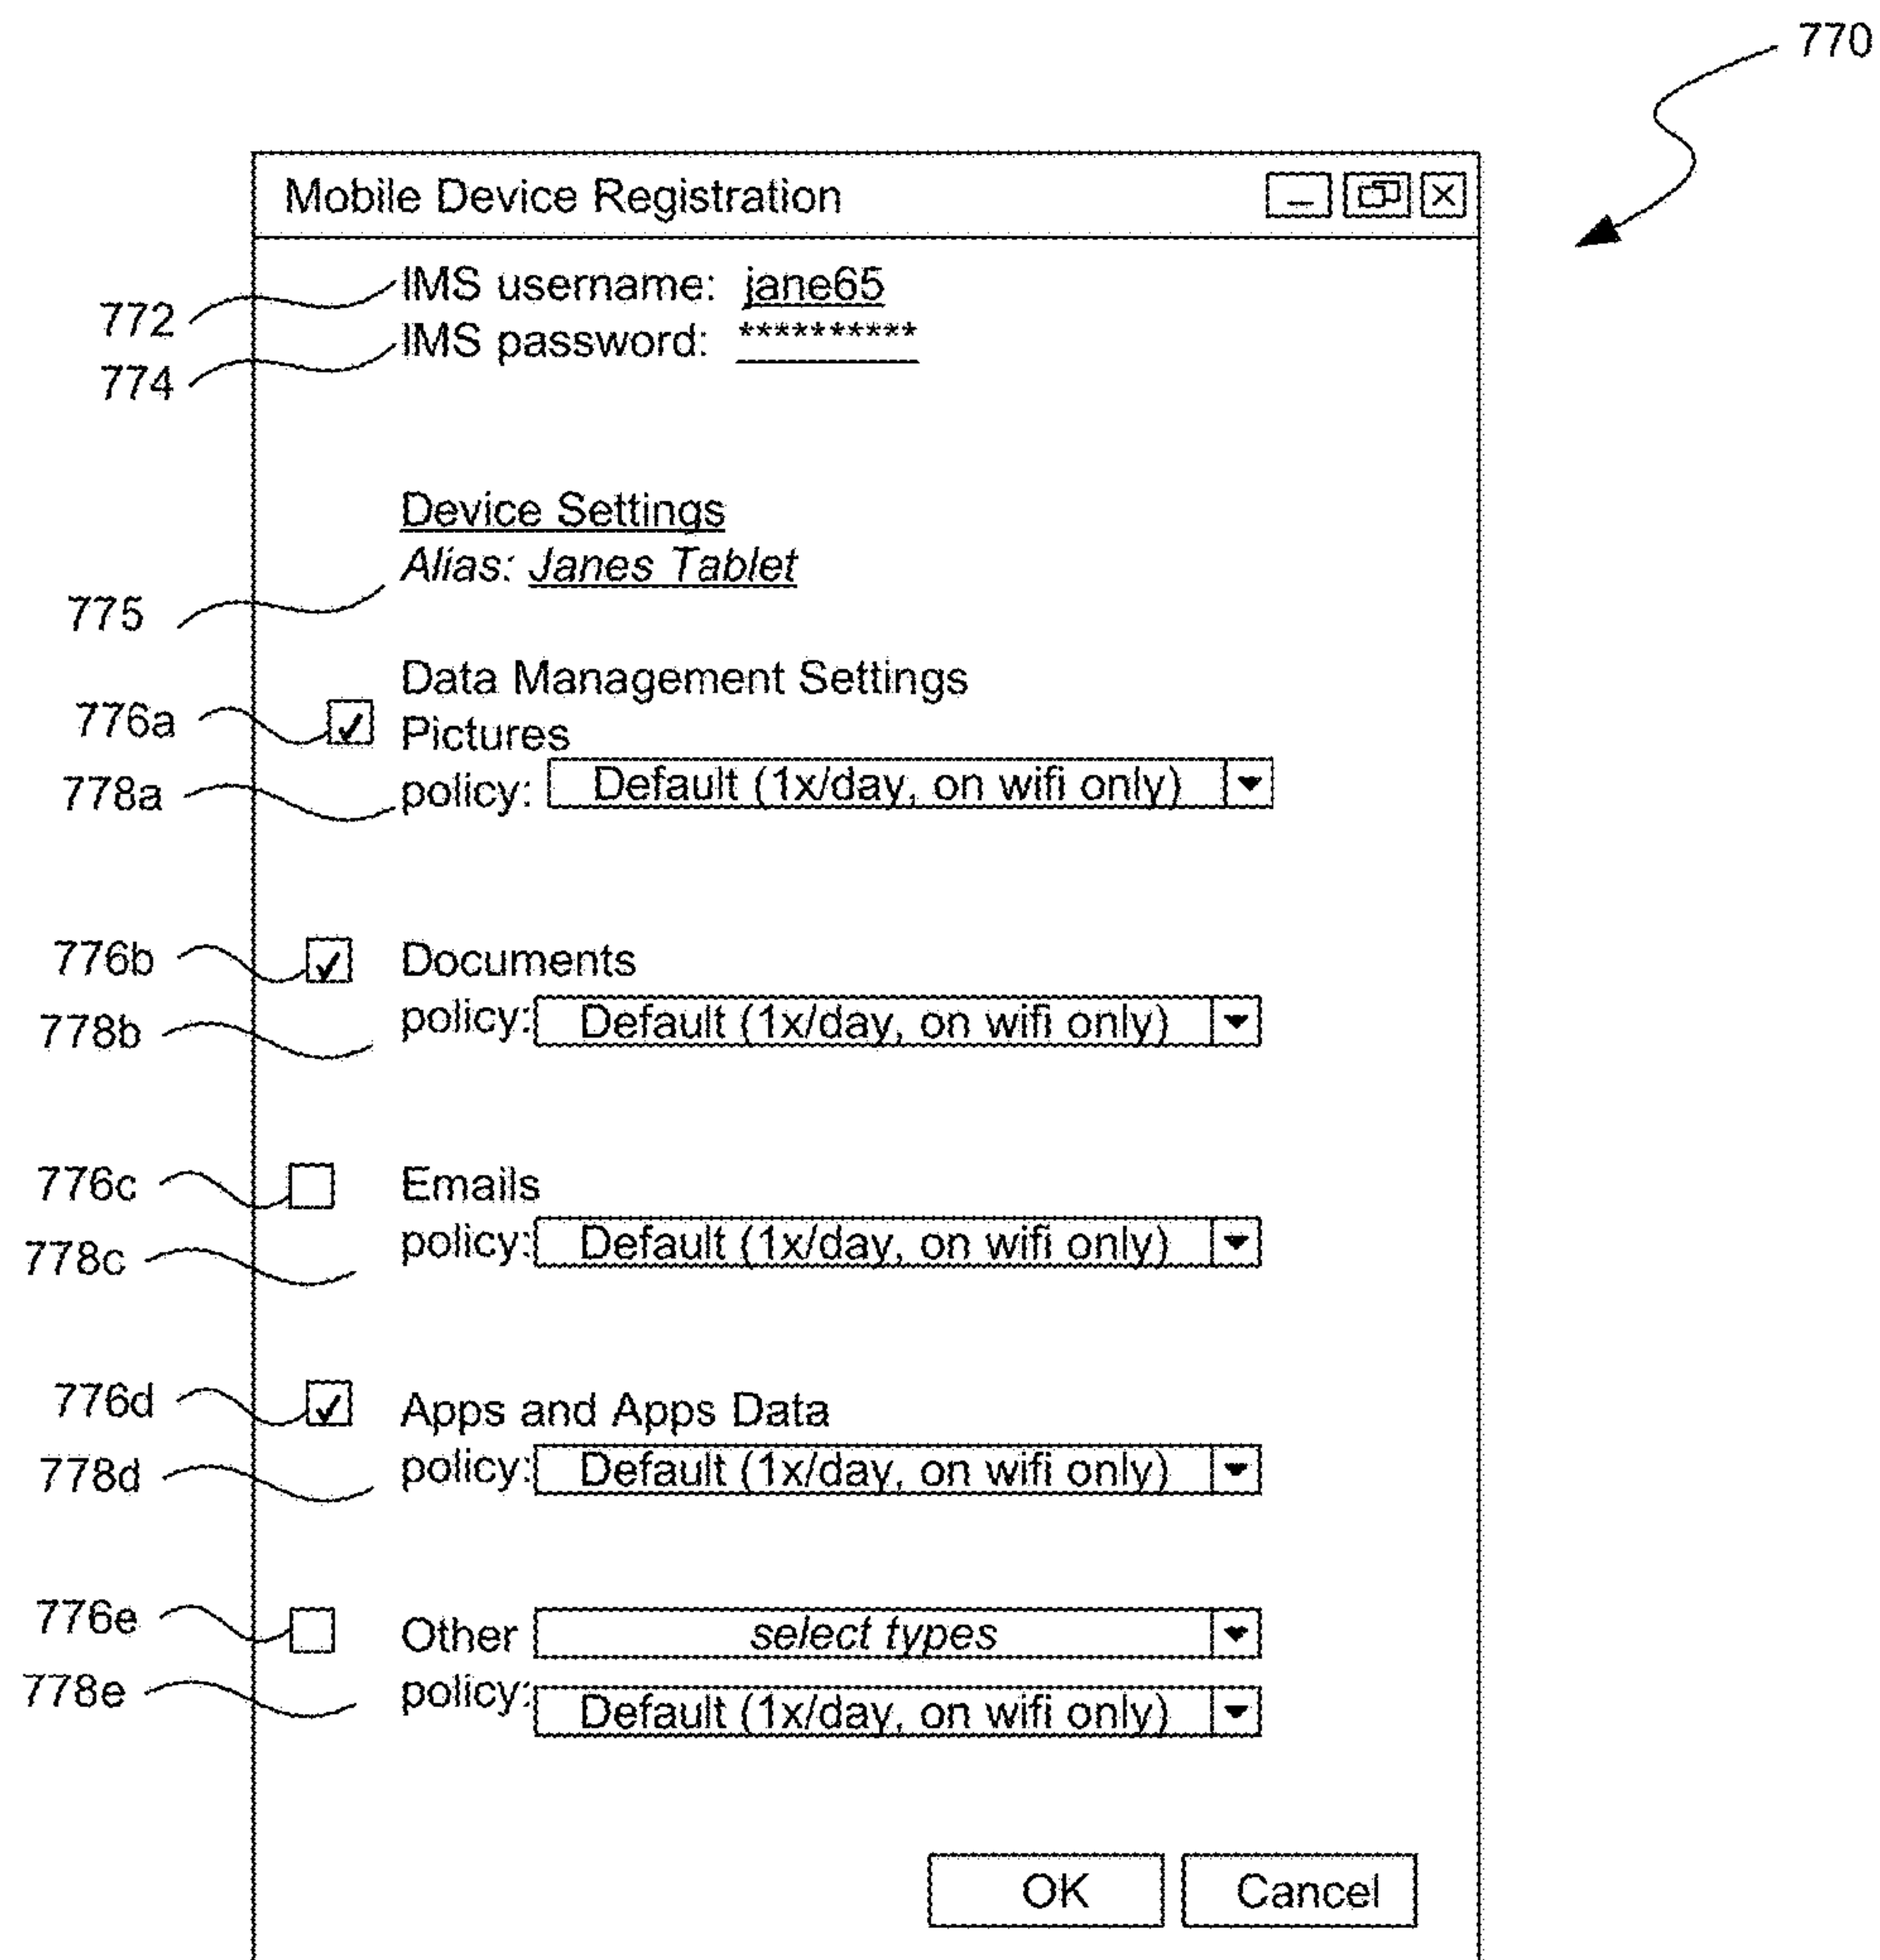 770
Mobile Device Registration
772 IMS username: jane65
774 IMS password: **********
Device Settings
775 Alias: Janes Tablet
Data Management Settings
776a Pictures
778a policy: Default (1x/day, on wifi only)
776b Documents
778b policy: Default (1x/day, on wifi only)
776c Emails
778c policy: Default (1x/day, on wifi only)
776d Apps and Apps Data
778d policy: Default (1x/day, on wifi only)
776e Other select types
778e policy: Default (1x/day, on wifi only)
OK Cancel